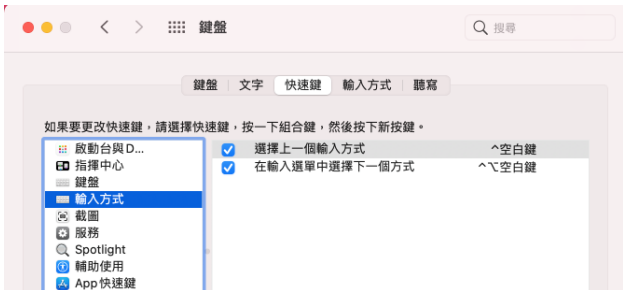 鍵盤
搜尋
鍵盤 文字 快速鍵 輸入方式 聽寫
如果要更改快速鍵，請選擇快速鍵，按一下組合鍵，然後按下新按鍵。
啟動台與 D...
指揮中心
鍵盤
輸入方式
截圖
服務
Spotlight
輔助使用
App 快速鍵
選擇上一個輸入方式 ^空白鍵
在輸入選單中選擇下一個方式 ^⌥空白鍵